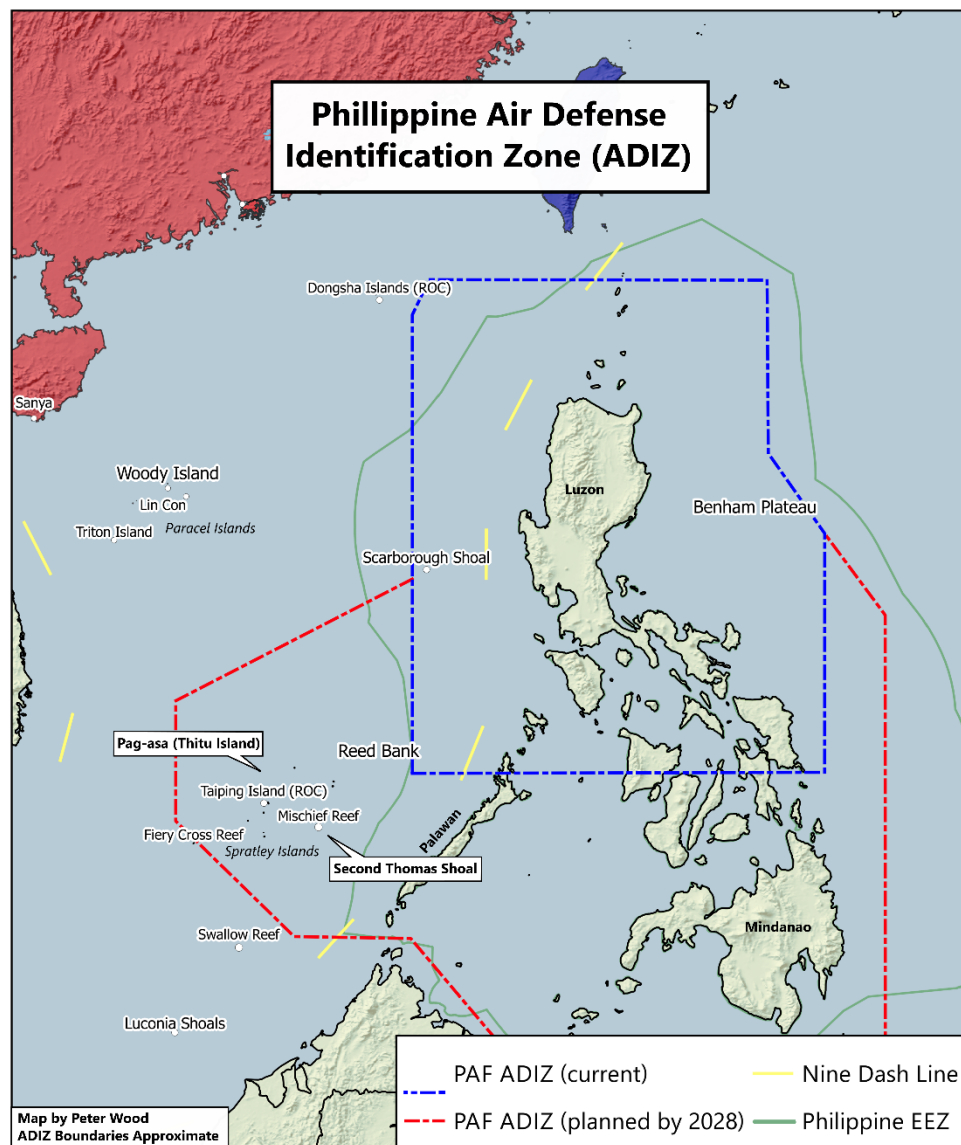 Phillippine Air Defense
Identification Zone (ADIZ)
Dongsha Islands (ROC)
Sanya
Woody Island
Lin Con
Triton Island
Paracel Islands
Luzon
Benham Plateau
Scarborough Shoal
Pag-asa (Thitu Island)
Reed Bank
Taiping Island (ROC)
Mischief Reef
Fiery Cross Reef
Spratley Islands
Palawan
Second Thomas Shoal
Swallow Reef
Mindanao
Luconia Shoals
PAF ADIZ (current)
Nine Dash Line
PAF ADIZ (planned by 2028)
Philippine EEZ
Map by Peter Wood
ADIZ Boundaries Approximate